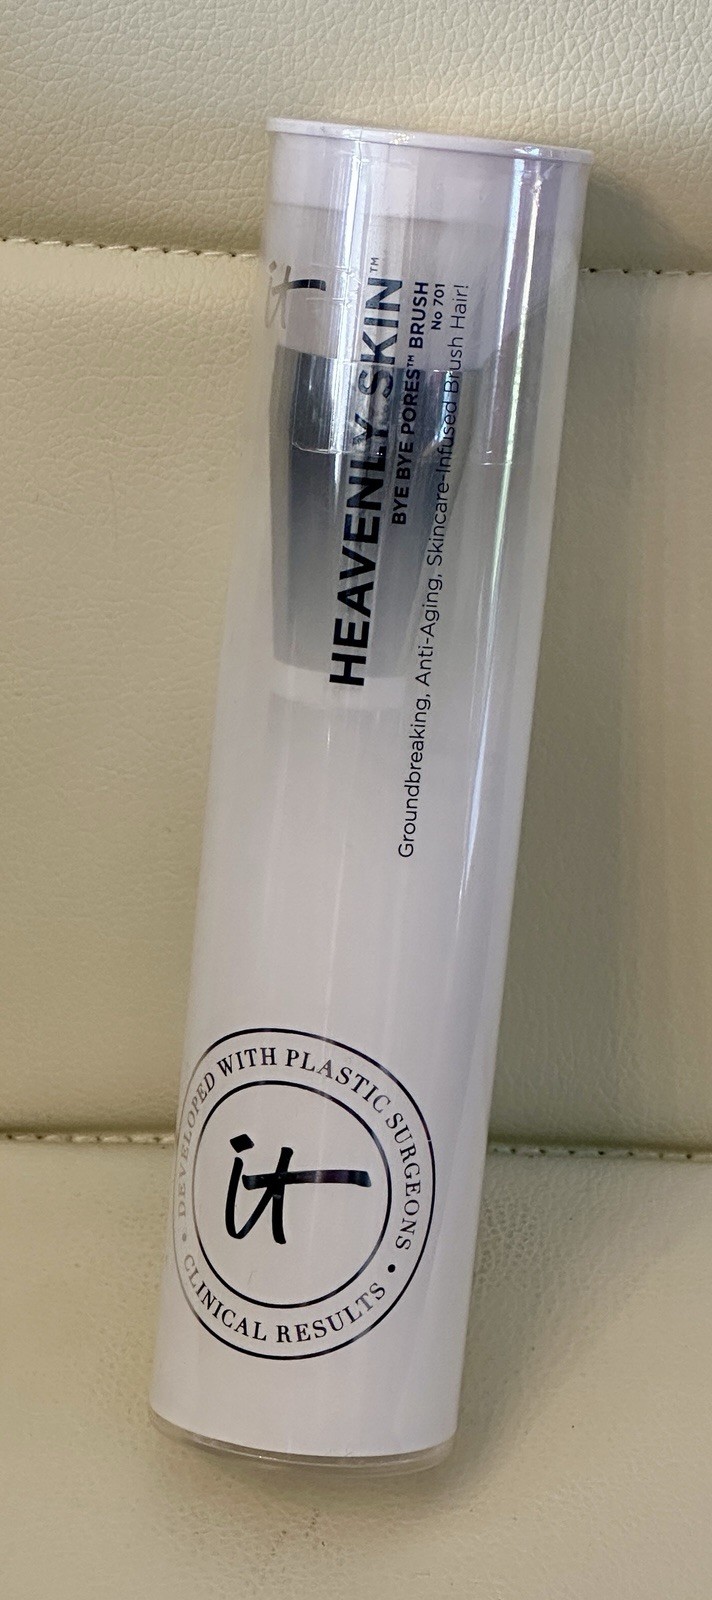 it
HEAVENLY SKIN™
BYE BYE PORES™ BRUSH
No 701
Groundbreaking, Anti-Aging, Skincare-Infused Brush Hair!
DEVELOPED WITH PLASTIC SURGEONS
it
• CLINICAL RESULTS •